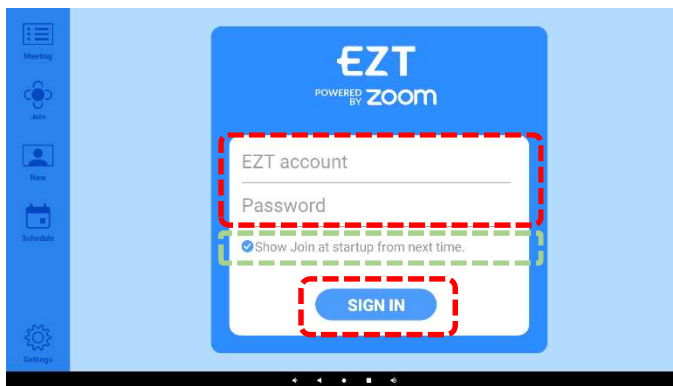 Meeting
Join
New
Schedule
Settings
EZT
POWERED BY zoom
EZT account
Password
Show Join at startup from next time.
SIGN IN